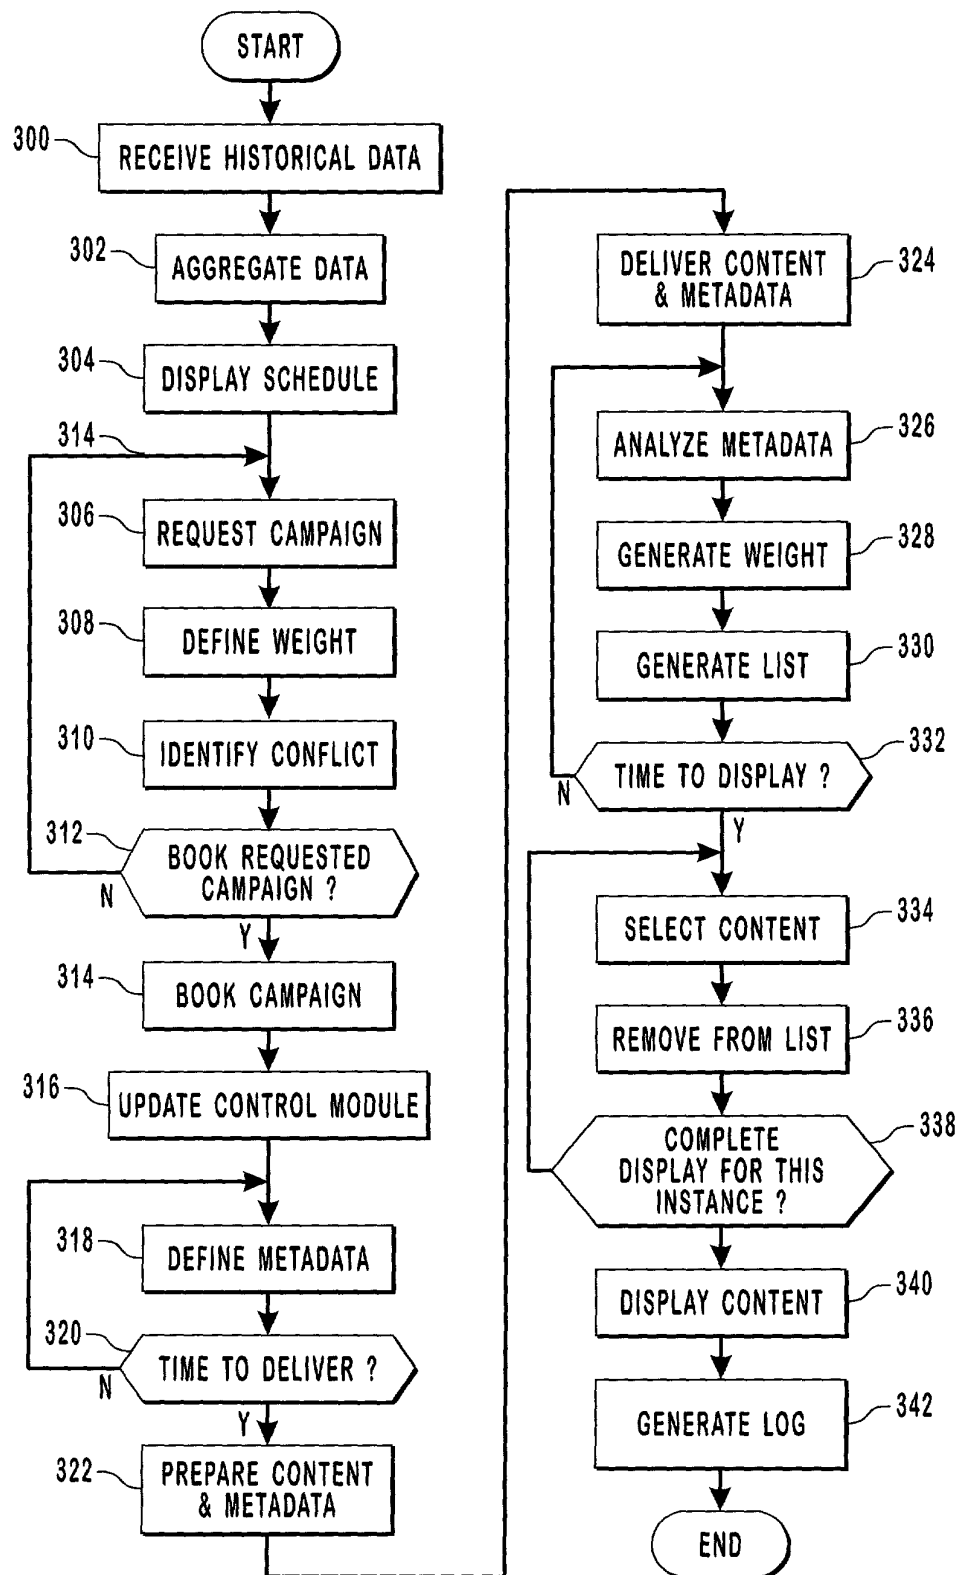 START
300
RECEIVE HISTORICAL DATA
302
AGGREGATE DATA
304
DISPLAY SCHEDULE
314
306
REQUEST CAMPAIGN
308
DEFINE WEIGHT
310
IDENTIFY CONFLICT
312
BOOK REQUESTED
CAMPAIGN ?
N
Y
314
BOOK CAMPAIGN
316
UPDATE CONTROL MODULE
318
DEFINE METADATA
320
TIME TO DELIVER ?
N
Y
322
PREPARE CONTENT
& METADATA
DELIVER CONTENT
& METADATA
324
ANALYZE METADATA
326
GENERATE WEIGHT
328
GENERATE LIST
330
332
TIME TO DISPLAY ?
N
Y
SELECT CONTENT
334
REMOVE FROM LIST
336
COMPLETE
DISPLAY FOR THIS
INSTANCE ?
338
DISPLAY CONTENT
340
GENERATE LOG
342
END